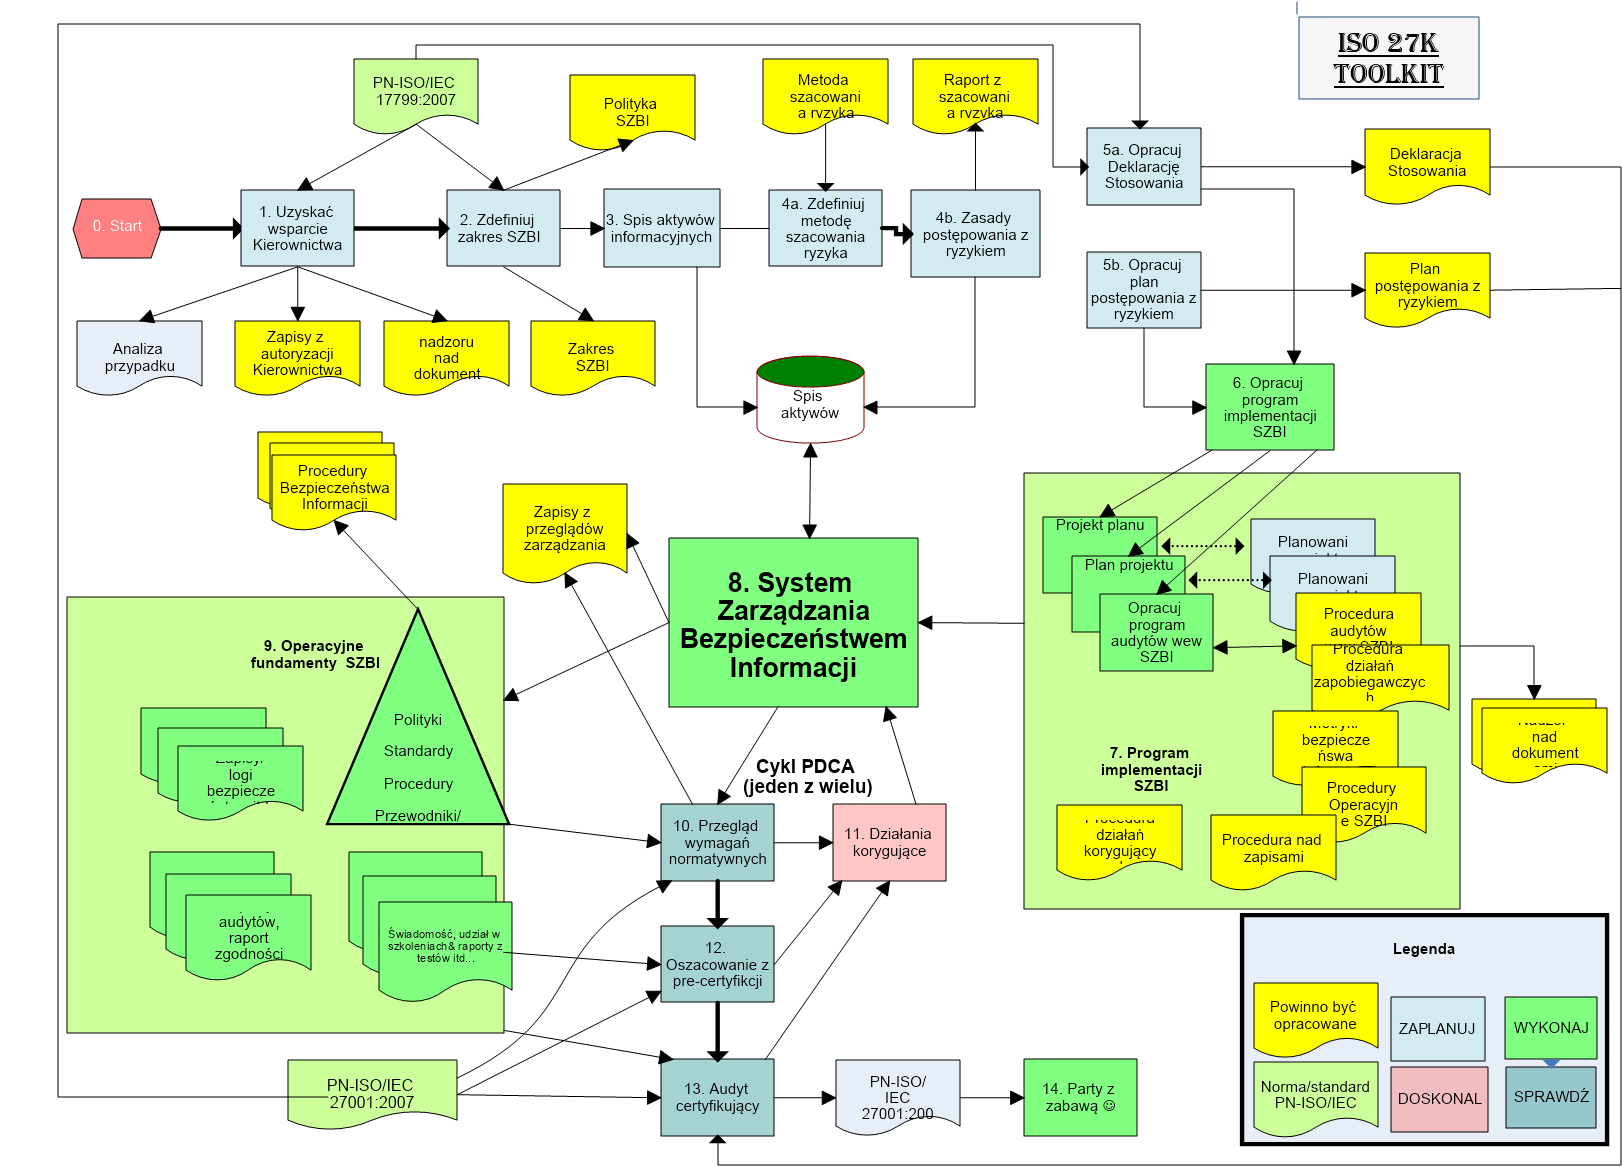 ISO 27K
TOOLKIT
PN-ISO/IEC
17799:2007
Polityka
SZBI
Metoda
szacowani
a ryzyka
Raport z
szacowani
a ryzyka
5a. Opracuj
Deklarację
Stosowania
Deklaracja
Stosowania
0. Start
1. Uzyskać
wsparcie
Kierownictwa
2. Zdefiniuj
zakres SZBI
3. Spis aktywów
informacyjnych
4a. Zdefiniuj
metodę
szacowania
ryzyka
4b. Zasady
postępowania z
ryzykiem
5b. Opracuj
plan
postępowania z
ryzykiem
Plan
postępowania z
ryzykiem
Analiza
przypadku
Zapisy z
autoryzacji
Kierownictwa
nadzoru
nad
dokument
Zakres
SZBI
Spis
aktywów
6. Opracuj
program
implementacji
SZBI
Procedury
Bezpieczeństwa
Informacji
Zapisy z
przeglądów
zarządzania
8. System
Zarządzania
Bezpieczeństwem
Informacji
Projekt planu
Plan projektu
Opracuj
program
audytów wew
SZBI
Planowani
Planowani
Procedura
audytów
SZBI
Procedura
działań
zapobiegawczyc
h
Metryki
bezpiecze
ńswa
Procedury
Operacyjn
e SZBI
Procedura nad
zapisami
7. Program
implementacji
SZBI
Procedura
działań
korygujący
Nadzór
nad
dokument
9. Operacyjne
fundamenty SZBI
Polityki
Standardy
Procedury
Przewodniki/
Zapisy/
logi
bezpiecze
audytów,
raport
zgodności
Świadomość, udział w
szkoleniach& raporty z
testów itd...
Cykl PDCA
(jeden z wielu)
10. Przegląd
wymagań
normatywnych
11. Działania
korygujące
12.
Oszacowanie z
pre-certyfikcji
13. Audyt
certyfikujący
PN-ISO/IEC
27001:2007
PN-ISO/
IEC
27001:200
14. Party z
zabawą ☺
Legenda
Powinno być
opracowane
ZAPLANUJ
WYKONAJ
Norma/standard
PN-ISO/IEC
DOSKONAL
SPRAWDŹ